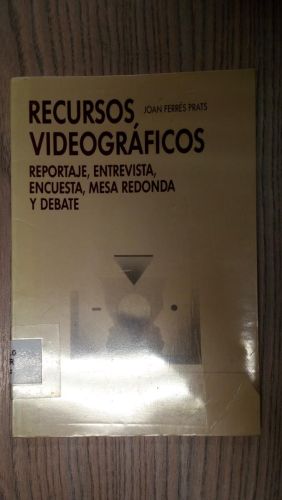 JOAN FERRÉS PRATS
RECURSOS
VIDEOGRÁFICOS
REPORTAJE, ENTREVISTA,
ENCUESTA, MESA REDONDA
Y DEBATE